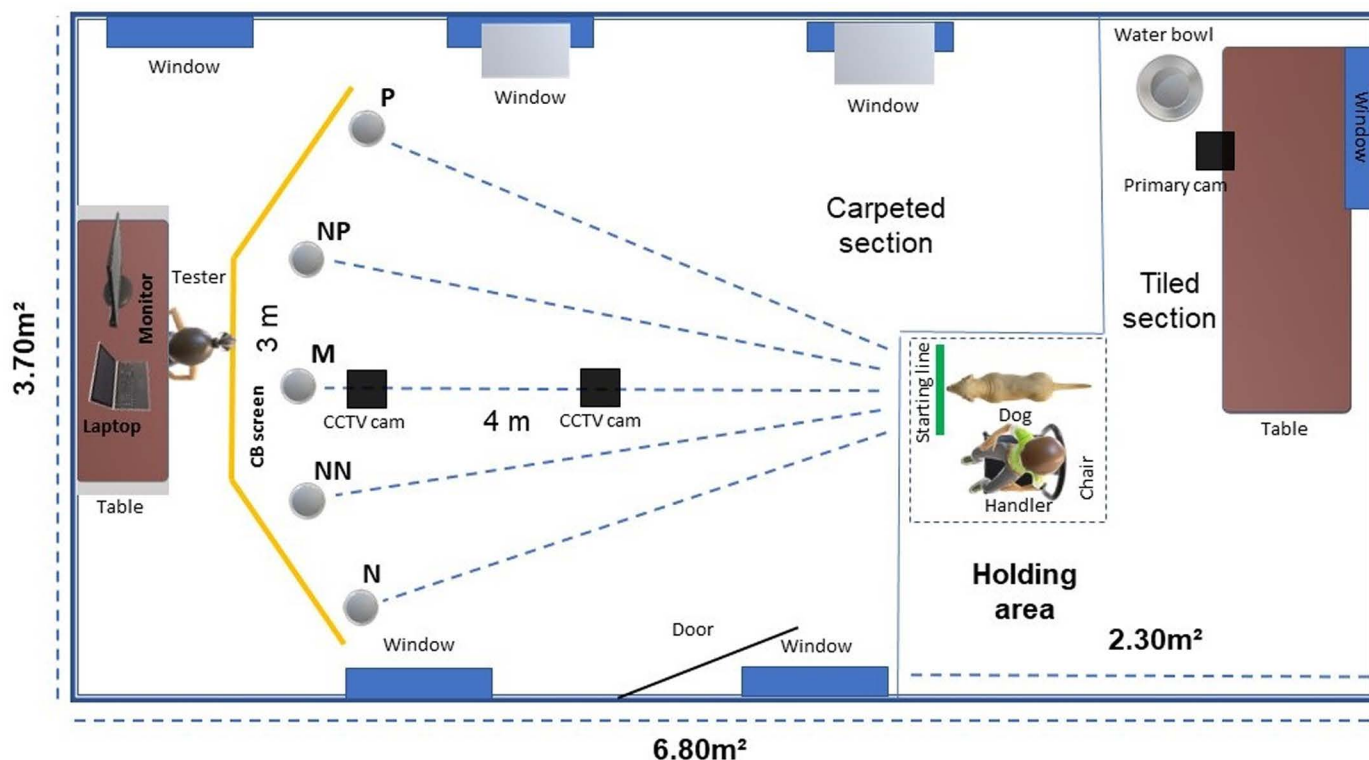 Water bowl
Window
Window
Window
Window
P
Primary cam
Carpeted
section
NP
Tester
Monitor
Tiled
section
3.70m²
3 m
M
Starting line
Laptop
CB screen
CCTV cam
4 m
CCTV cam
Dog
Table
NN
Chair
Table
Handler
N
Holding
area
Door
Window
Window
2.30m²
6.80m²